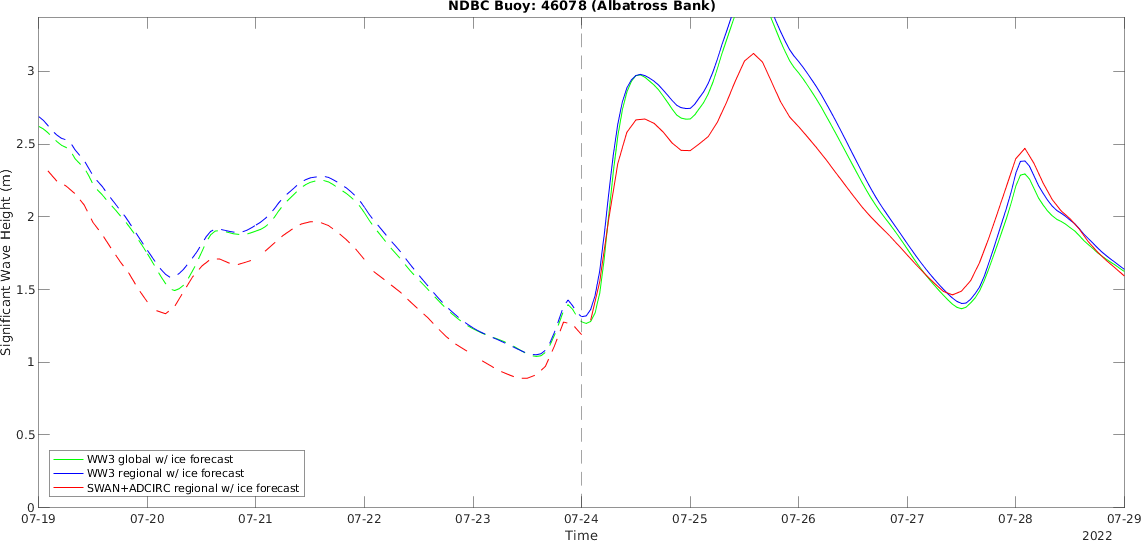 NDBC Buoy: 46078 (Albatross Bank)
3
2.5
2
1.5
1
0.5
0
Significant Wave Height (m)
WW3 global w/ ice forecast
WW3 regional w/ ice forecast
SWAN+ADCIRC regional w/ ice forecast
07-19 07-20 07-21 07-22 07-23 07-24 07-25 07-26 07-27 07-28 07-29
Time
2022